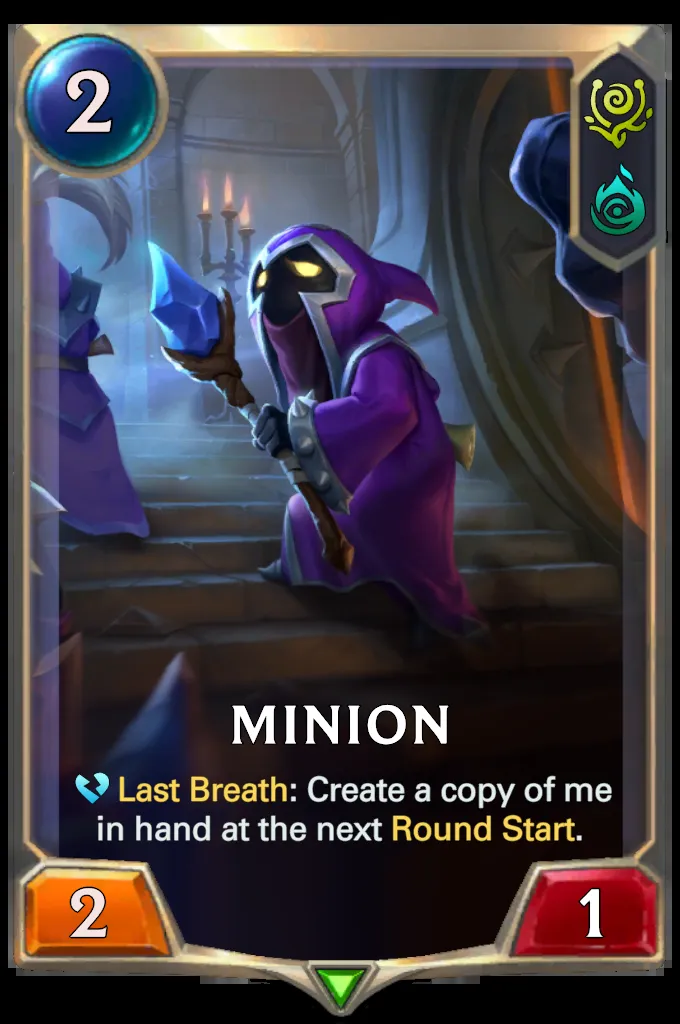 2
MINION
Last Breath: Create a copy of me
in hand at the next Round Start.
2
1